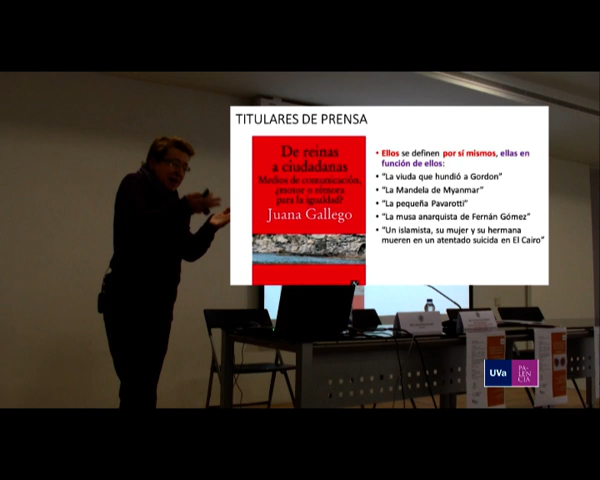 TITULARES DE PRENSA
De reinas
a ciudadanas
Medios de comunicación,
¿motor o rémora
para la igualdad?
Juana Gallego
• Ellos se definen por sí mismos, ellas en
función de ellos:
• “La viuda que hundió a Gordon”
• “La Mandela de Myanmar”
• “La pequeña Pavarotti”
• “La musa anarquista de Fernán Gómez”
• “Un islamista, su mujer y su hermana
mueren en un atentado suicida en El Cairo”
UVa
PA-
LEN
CIA